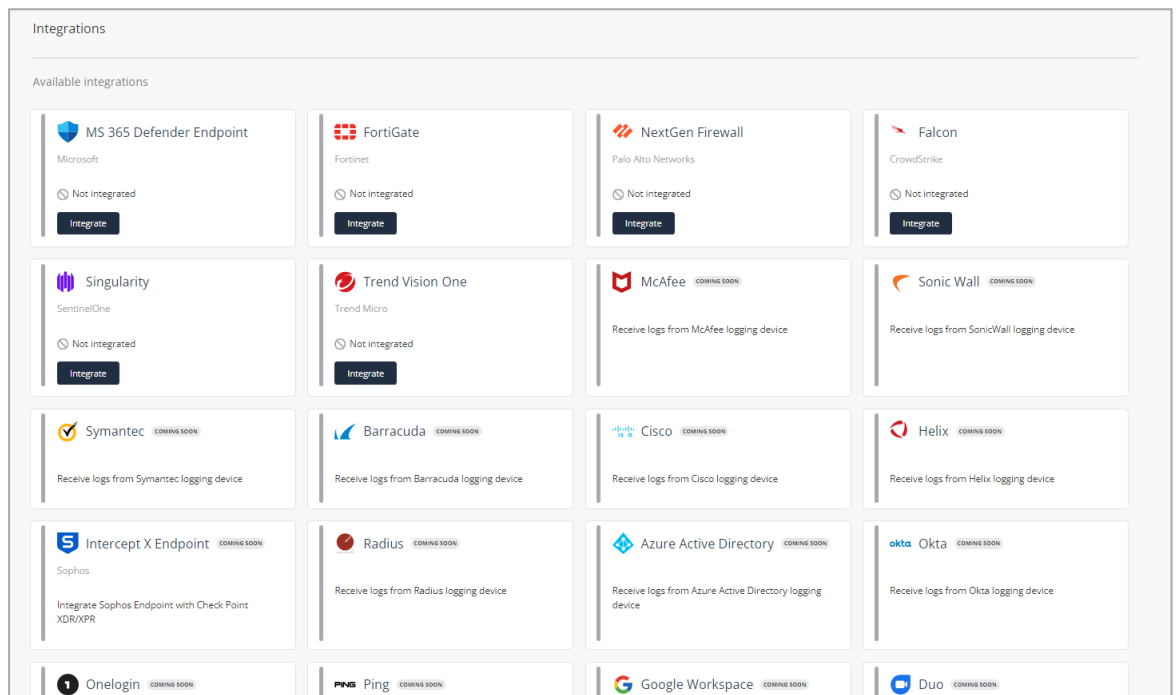 Integrations
Available integrations
MS 365 Defender Endpoint
Microsoft
Not integrated
Integrate
FortiGate
Fortinet
Not integrated
Integrate
NextGen Firewall
Palo Alto Networks
Not integrated
Integrate
Falcon
CrowdStrike
Not integrated
Integrate
Singularity
SentinelOne
Not integrated
Integrate
Trend Vision One
Trend Micro
Not integrated
Integrate
McAfee COMING SOON
Receive logs from McAfee logging device
Sonic Wall COMING SOON
Receive logs from SonicWall logging device
Symantec COMING SOON
Receive logs from Symantec logging device
Barracuda COMING SOON
Receive logs from Barracuda logging device
Cisco COMING SOON
Receive logs from Cisco logging device
Helix COMING SOON
Receive logs from Helix logging device
Intercept X Endpoint COMING SOON
Sophos
Integrate Sophos Endpoint with Check Point
XDR/XPR
Radius COMING SOON
Receive logs from Radius logging device
Azure Active Directory COMING SOON
Receive logs from Azure Active Directory logging
device
okta Okta COMING SOON
Receive logs from Okta logging device
1 Onelogin COMING SOON
PING Ping COMING SOON
Google Workspace COMING SOON
Duo COMING SOON